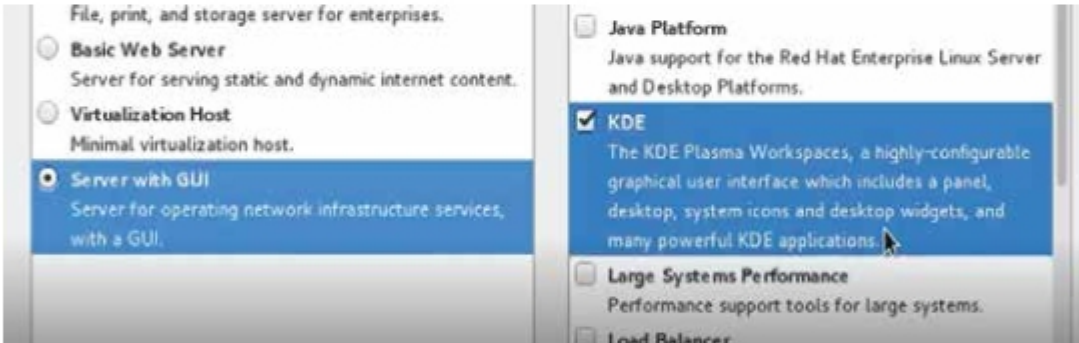 File, print, and storage server for enterprises.
Basic Web Server
Server for serving static and dynamic internet content.
Virtualization Host
Minimal virtualization host.
Server with GUI
Server for operating network infrastructure services,
with a GUI.
Java Platform
Java support for the Red Hat Enterprise Linux Server
and Desktop Platforms.
KDE
The KDE Plasma Workspaces, a highly-configurable
graphical user interface which includes a panel,
desktop, system icons and desktop widgets, and
many powerful KDE applications.
Large Systems Performance
Performance support tools for large systems.
Load Balancer